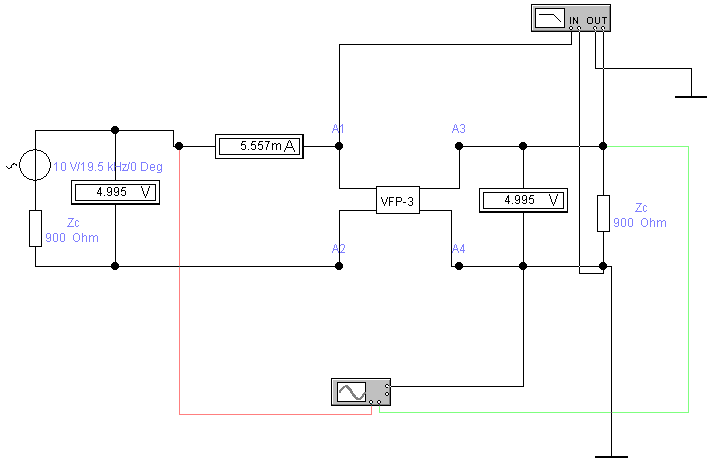 IN OUT
A1
A3
5.557m A
10 V/19.5 kHz/0 Deg
4.995 V
VFP-3
4.995 V
Zc
900 Ohm
Zc
900 Ohm
A2
A4